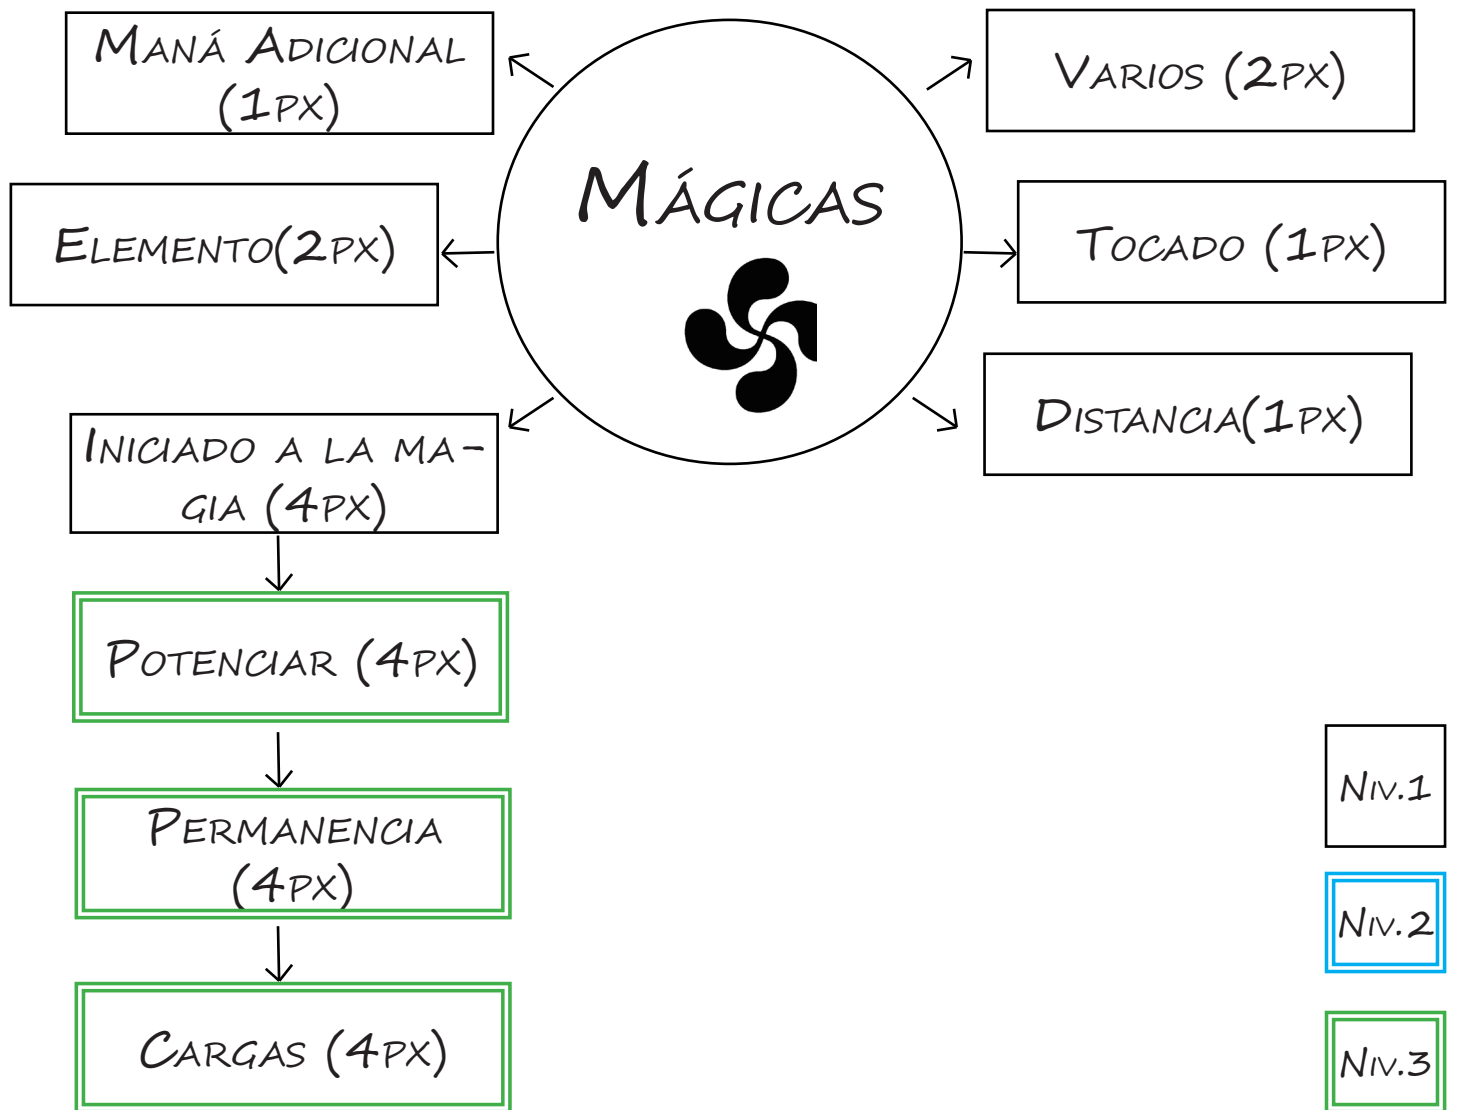 Maná Adicional
(1px)
Varios (2px)
Mágicas
Elemento(2px)
Tocado (1px)
Distancia(1px)
Iniciado a la ma-
gia (4px)
Potenciar (4px)
Permanencia
(4px)
Cargas (4px)
Niv.1
Niv.2
Niv.3